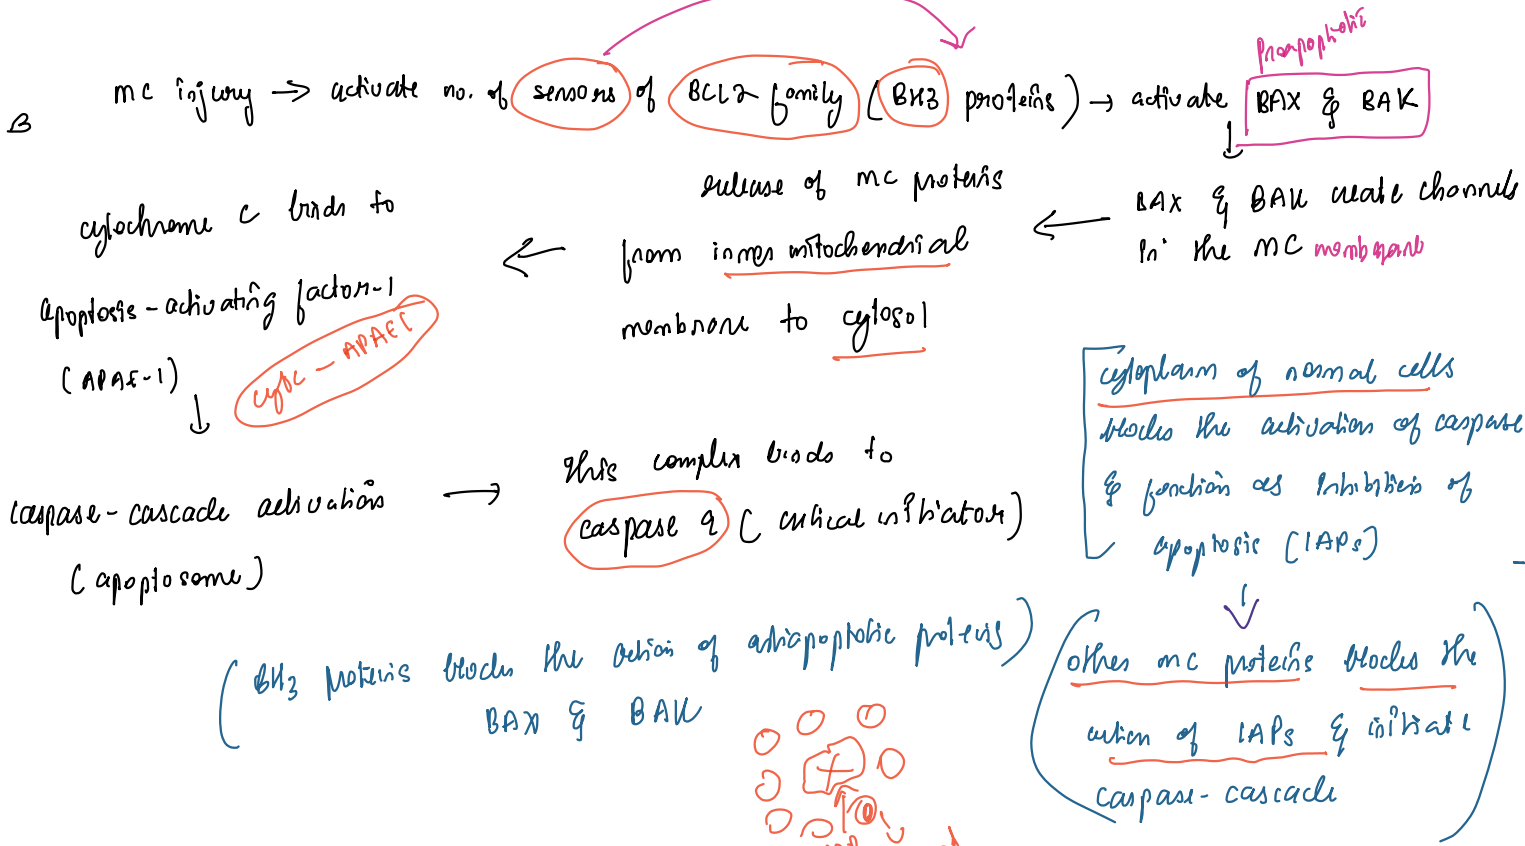 Proapoptotic
B
mc injury → activate no. of sensors of BCL2-family (BH3 proteins) → activate BAX & BAK
BAX & BAK create channels
in the mc membrane
release of mc proteins
from inner mitochondrial
membrane to cytosol
cytochrome c binds to
apoptosis-activating factor-1
(APAF-1)
cytoc - APAF1
caspase-cascade activation
(apoptosome)
This complex binds to
caspase 9 (critical initiator)
cytoplasm of normal cells
blocks the activation of caspase
& function as Inhibitors of
apoptosis (IAPs)
other mc proteins blocks the
action of IAPs & initiate
caspase-cascade
(BH3 proteins blocks the action of antiapoptotic proteins)
BAX & BAK